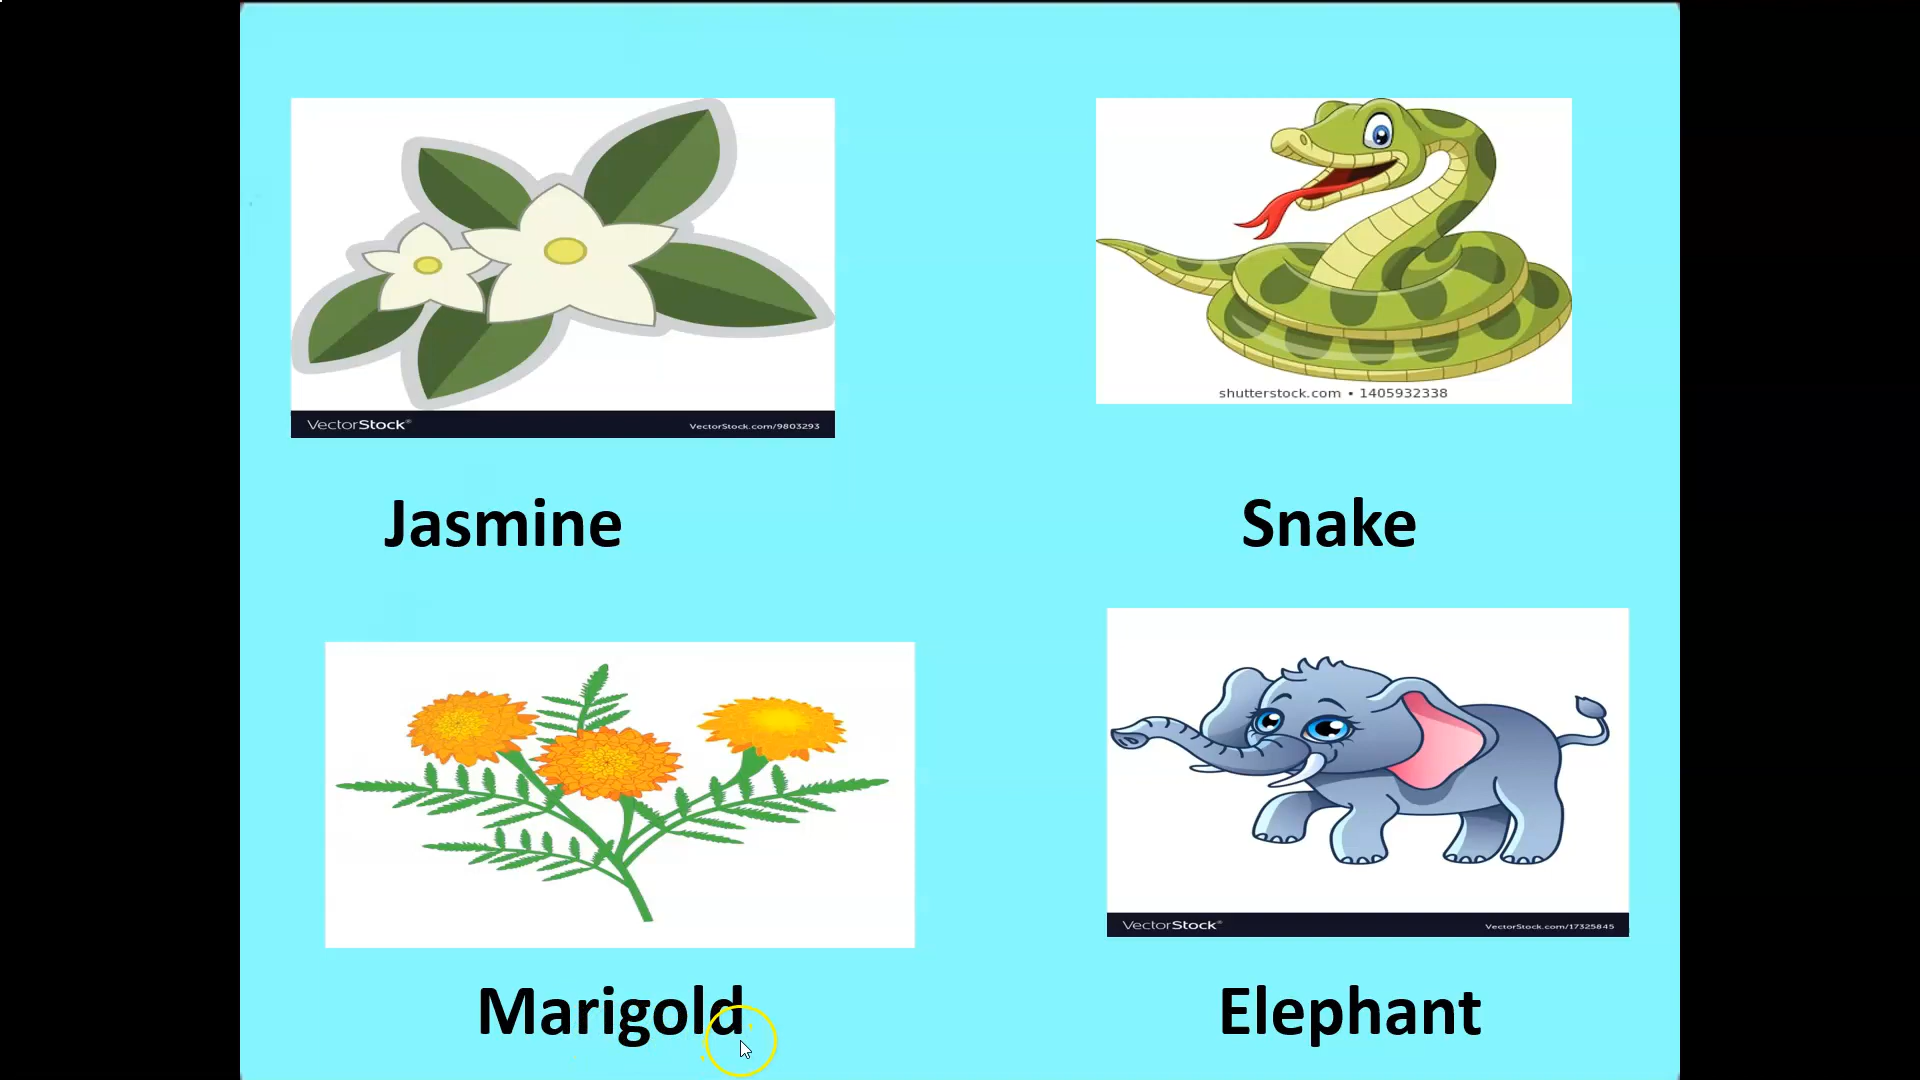 VectorStock®
VectorStock.com/9803293
shutterstock.com • 1405932338
Jasmine
Snake
VectorStock®
VectorStock.com/17325845
Marigold
Elephant